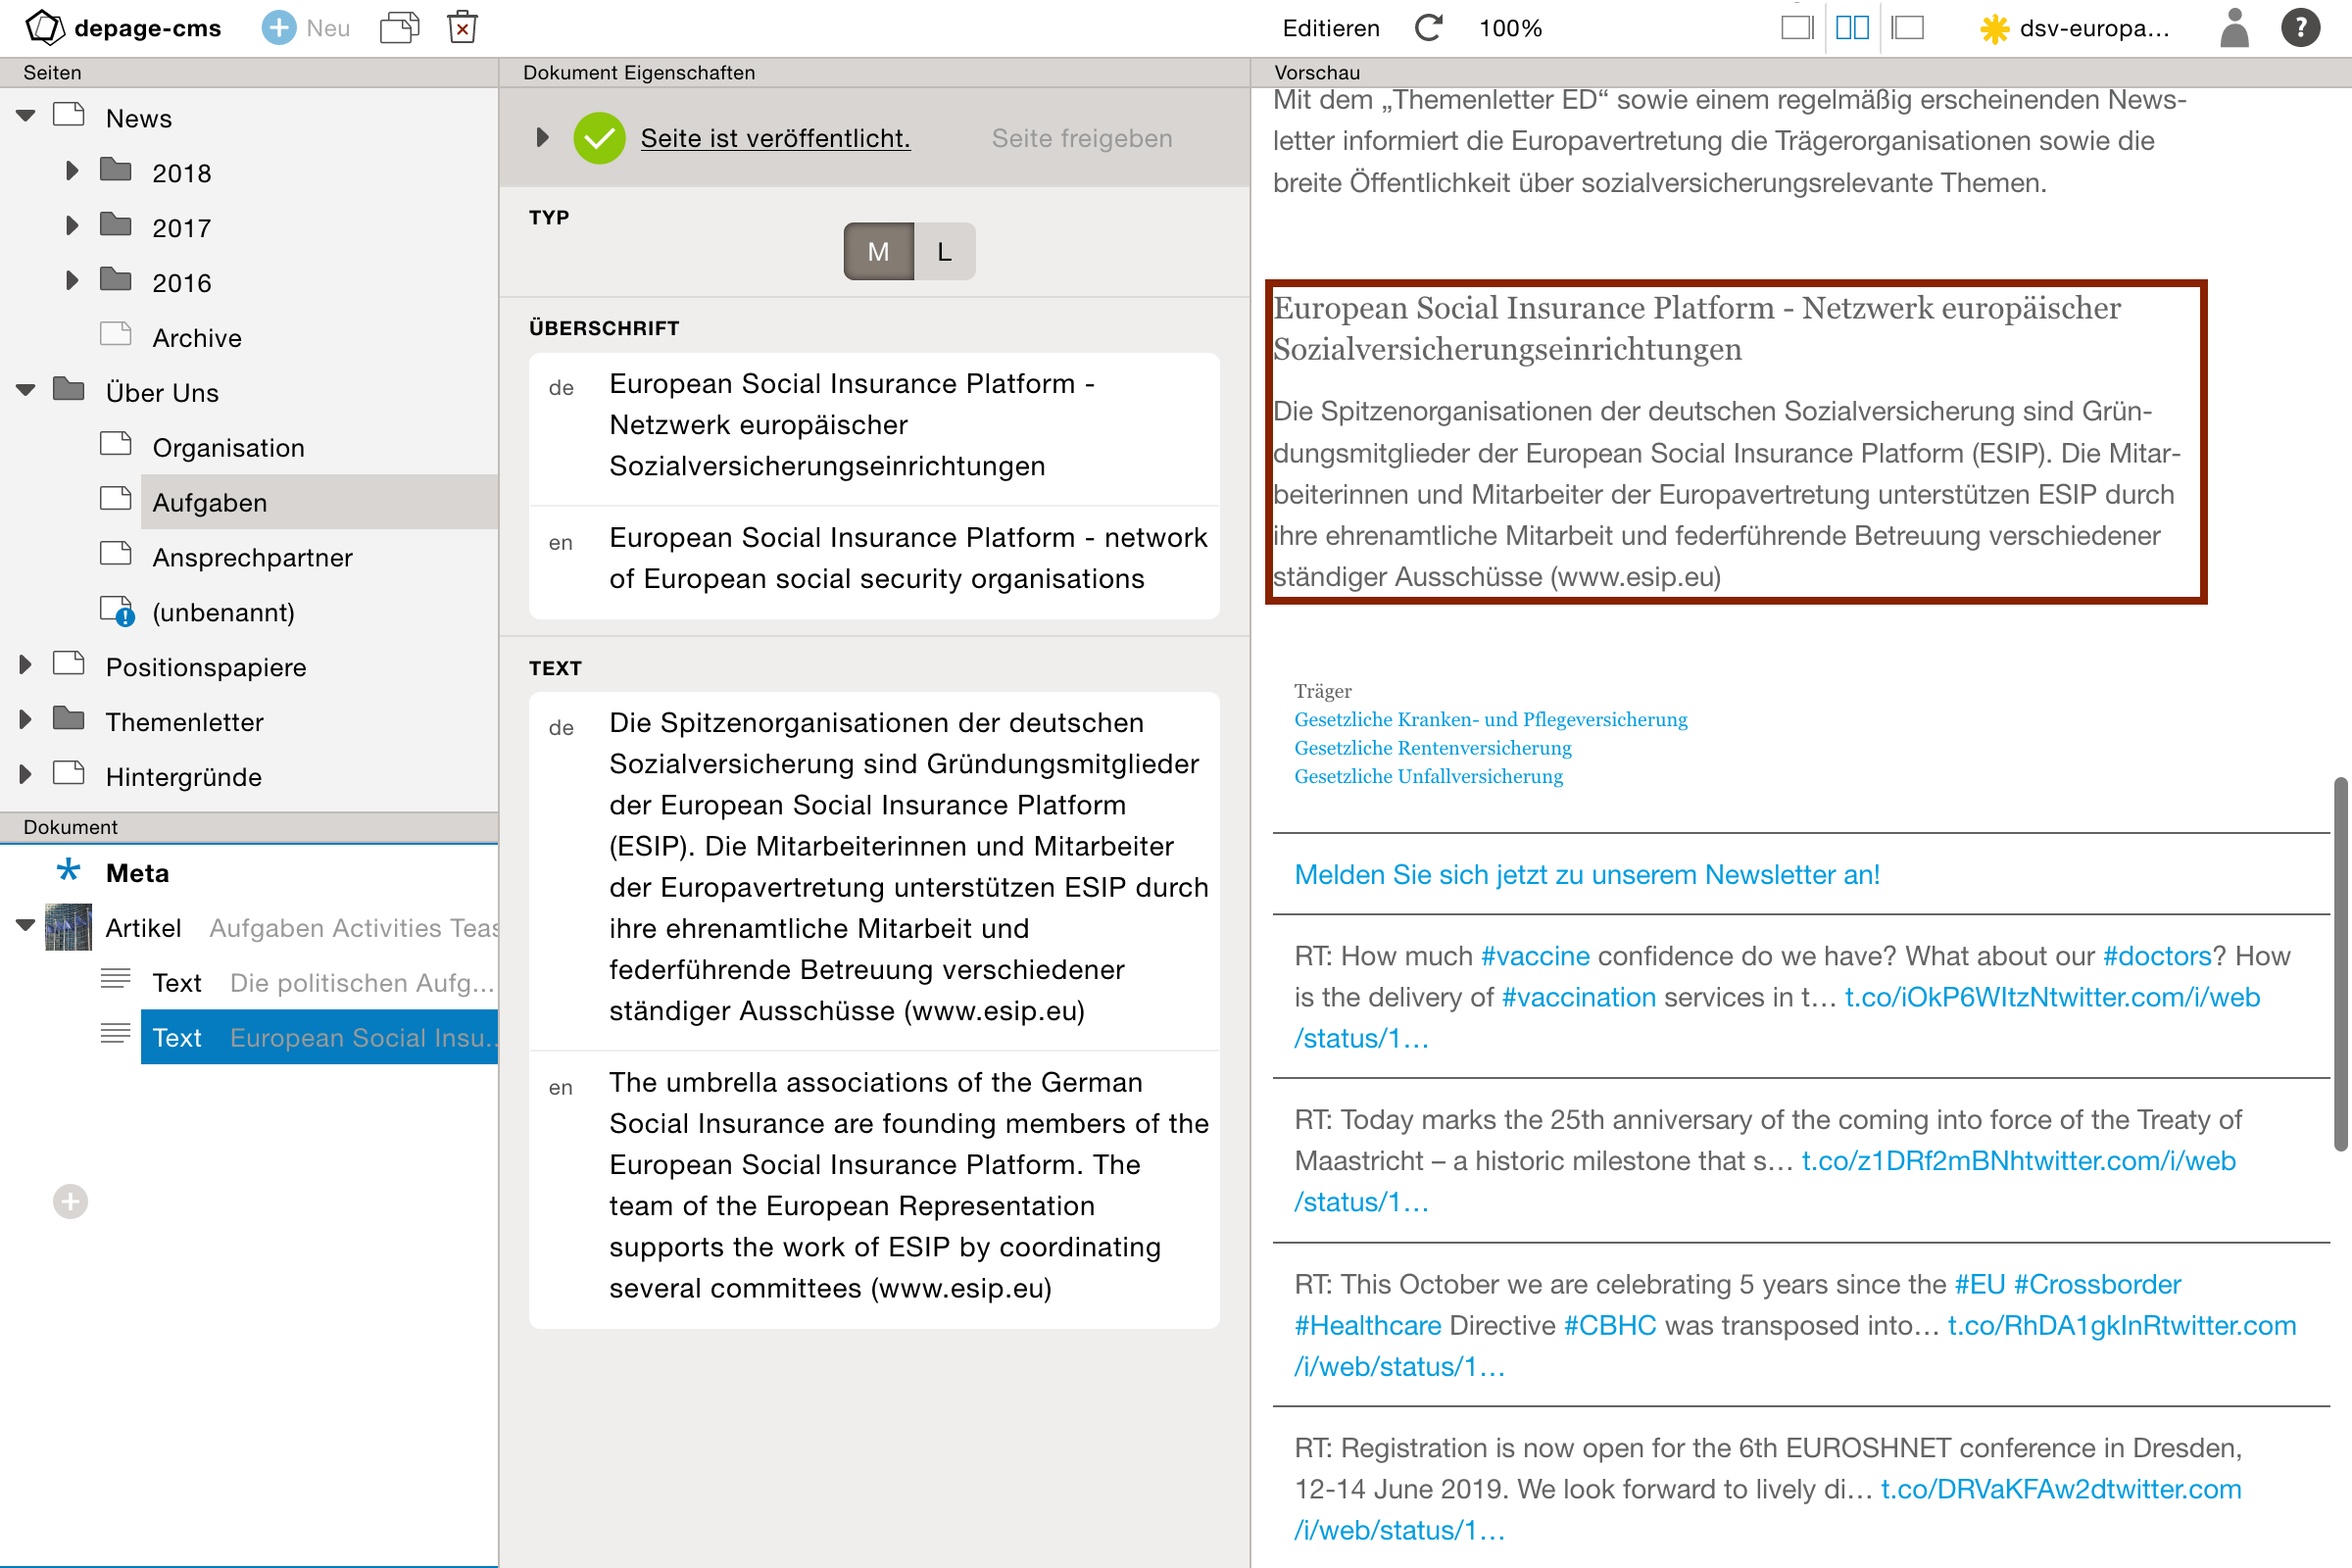 depage-cms
Neu
Editieren
100%
dsv-europa...
?
Seiten
News
2018
2017
2016
Archive
Über Uns
Organisation
Aufgaben
Ansprechpartner
(unbenannt)
Positionspapiere
Themenletter
Hintergründe
Dokument
Meta
Artikel Aufgaben Activities Teas
Text Die politischen Aufg...
Text European Social Insu..
Dokument Eigenschaften
Seite ist veröffentlicht.
Seite freigeben
TYP
M L
ÜBERSCHRIFT
de
European Social Insurance Platform -
Netzwerk europäischer
Sozialversicherungseinrichtungen
en
European Social Insurance Platform - network
of European social security organisations
TEXT
de
Die Spitzenorganisationen der deutschen
Sozialversicherung sind Gründungsmitglieder
der European Social Insurance Platform
(ESIP). Die Mitarbeiterinnen und Mitarbeiter
der Europavertretung unterstützen ESIP durch
ihre ehrenamtliche Mitarbeit und
federführende Betreuung verschiedener
ständiger Ausschüsse (www.esip.eu)
en
The umbrella associations of the German
Social Insurance are founding members of the
European Social Insurance Platform. The
team of the European Representation
supports the work of ESIP by coordinating
several committees (www.esip.eu)
Vorschau
Mit dem „Themenletter ED“ sowie einem regelmäßig erscheinenden News-
letter informiert die Europavertretung die Trägerorganisationen sowie die
breite Öffentlichkeit über sozialversicherungsrelevante Themen.
European Social Insurance Platform - Netzwerk europäischer
Sozialversicherungseinrichtungen
Die Spitzenorganisationen der deutschen Sozialversicherung sind Grün-
dungsmitglieder der European Social Insurance Platform (ESIP). Die Mitar-
beiterinnen und Mitarbeiter der Europavertretung unterstützen ESIP durch
ihre ehrenamtliche Mitarbeit und federführende Betreuung verschiedener
ständiger Ausschüsse (www.esip.eu)
Träger
Gesetzliche Kranken- und Pflegeversicherung
Gesetzliche Rentenversicherung
Gesetzliche Unfallversicherung
Melden Sie sich jetzt zu unserem Newsletter an!
RT: How much #vaccine confidence do we have? What about our #doctors? How
is the delivery of #vaccination services in t… t.co/iOkP6WItzNtwitter.com/i/web
/status/1…
RT: Today marks the 25th anniversary of the coming into force of the Treaty of
Maastricht – a historic milestone that s… t.co/z1DRf2mBNhtwitter.com/i/web
/status/1…
RT: This October we are celebrating 5 years since the #EU #Crossborder
#Healthcare Directive #CBHC was transposed into… t.co/RhDA1gkInRtwitter.com
/i/web/status/1…
RT: Registration is now open for the 6th EUROSHNET conference in Dresden,
12-14 June 2019. We look forward to lively di… t.co/DRVaKFAw2dtwitter.com
/i/web/status/1…